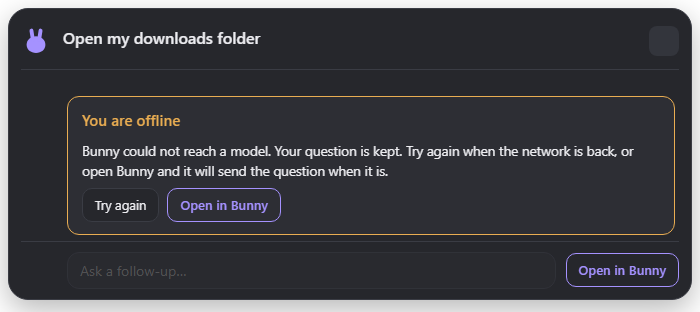 Open my downloads folder
You are offline
Bunny could not reach a model. Your question is kept. Try again when the network is back, or
open Bunny and it will send the question when it is.
Try again
Open in Bunny
Ask a follow-up...
Open in Bunny